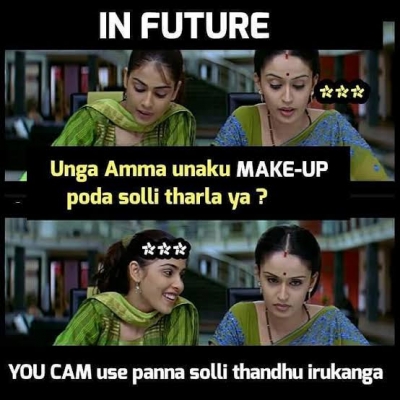 IN FUTURE
Unga Amma unaku MAKE-UP
poda solli tharla ya ?
YOU CAM use panna solli thandhu irukanga